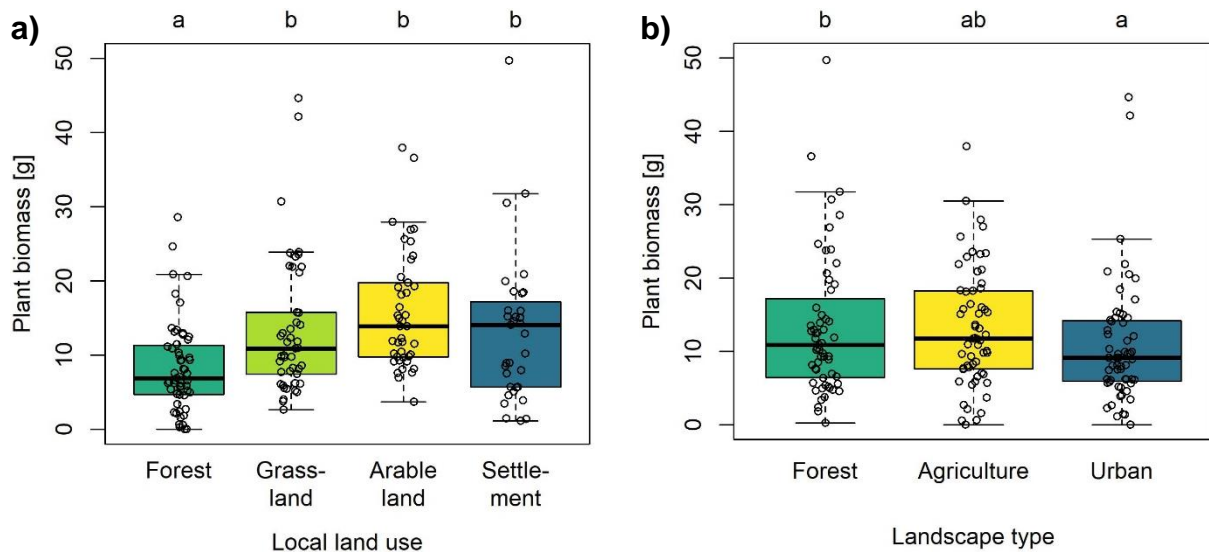 a)
a b b b
Plant biomass [g]
50
40
30
20
10
0
Forest Grass- Arable Settle-
land land ment
Local land use
b)
b ab a
Plant biomass [g]
50
40
30
20
10
0
Forest Agriculture Urban
Landscape type